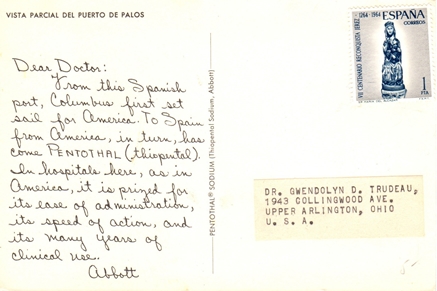 VISTA PARCIAL DEL PUERTO DE PALOS
Dear Doctor:
From this Spanish
port, Columbus first set
sail for America. To Spain
from America, in turn, has
come PENTOTHAL (thiopental).
In hospitals here, as in
America, it is prized for
its ease of administration,
its speed of action, and
its many years of
clinical use.
Abbott
PENTOTHAL® SODIUM (Thiopental Sodium, Abbott)
VII CENTENARIO RECONQUISTA JEREZ
1264-1964
ESPAÑA
CORREOS
1
PTA
DR. GWENDOLYN D. TRUDEAU,
1943 COLLINGWOOD AVE.
UPPER ARLINGTON, OHIO
U. S. A.